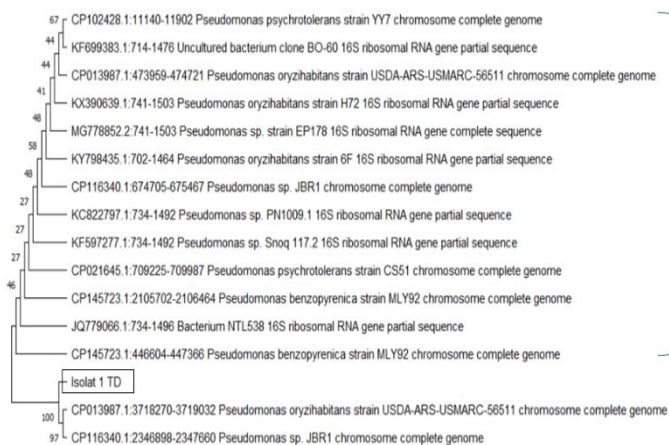 67
CP102428.1:11140-11902 Pseudomonas psychrotolerans strain YY7 chromosome complete genome
44
KF699383.1:714-1476 Uncultured bacterium clone BO-60 16S ribosomal RNA gene partial sequence
44
CP013987.1:473959-474721 Pseudomonas oryzihabitans strain USDA-ARS-USMARC-56511 chromosome complete genome
41
KX390639.1:741-1503 Pseudomonas oryzihabitans strain H72 16S ribosomal RNA gene partial sequence
48
MG778852.2:741-1503 Pseudomonas sp. strain EP178 16S ribosomal RNA gene complete sequence
58
KY798435.1:702-1464 Pseudomonas oryzihabitans strain 6F 16S ribosomal RNA gene partial sequence
48
CP116340.1:674705-675467 Pseudomonas sp. JBR1 chromosome complete genome
27
KC822797.1:734-1492 Pseudomonas sp. PN1009.1 16S ribosomal RNA gene partial sequence
27
KF597277.1:734-1492 Pseudomonas sp. Snoq 117.2 16S ribosomal RNA gene partial sequence
27
CP021645.1:709225-709987 Pseudomonas psychrotolerans strain CS51 chromosome complete genome
46
CP145723.1:2105702-2106464 Pseudomonas benzopyrenica strain MLY92 chromosome complete genome
JQ779066.1:734-1496 Bacterium NTL538 16S ribosomal RNA gene partial sequence
CP145723.1:446604-447366 Pseudomonas benzopyrenica strain MLY92 chromosome complete genome
Isolat 1 TD
CP013987.1:3718270-3719032 Pseudomonas oryzihabitans strain USDA-ARS-USMARC-56511 chromosome complete genome
100
97
CP116340.1:2346898-2347660 Pseudomonas sp. JBR1 chromosome complete genome